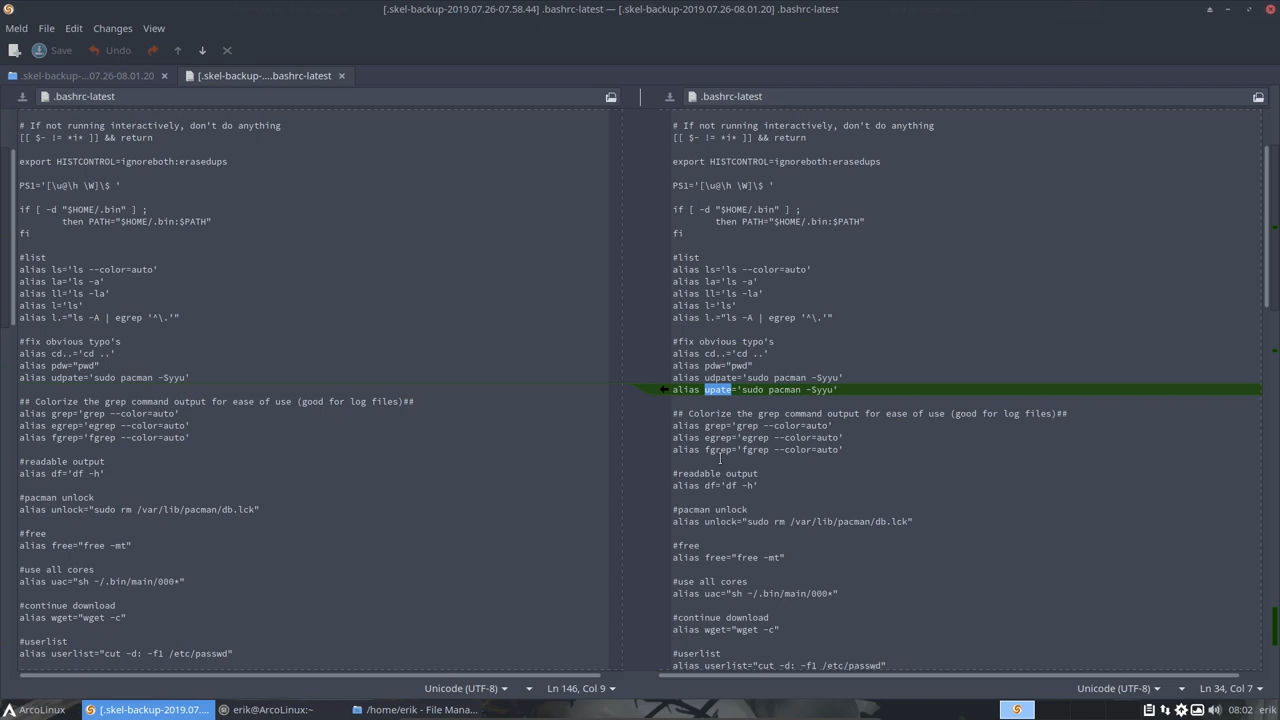 [.skel-backup-2019.07.26-07.58.44] .bashrc-latest — [.skel-backup-2019.07.26-08.01.20] .bashrc-latest
Meld File Edit Changes View
Save Undo
.skel-backup-...07.26-08.01.20 [.skel-backup-....bashrc-latest
.bashrc-latest
# If not running interactively, don't do anything
[[ $- != *i* ]] && return
export HISTCONTROL=ignoreboth:erasedups
PS1='[\u@\h \W]\$ '
if [ -d "$HOME/.bin" ] ;
then PATH="$HOME/.bin:$PATH"
fi
#list
alias ls='ls --color=auto'
alias la='ls -a'
alias ll='ls -la'
alias l='ls'
alias l.="ls -A | egrep '^\.'"
#fix obvious typo's
alias cd..='cd ..'
alias pdw="pwd"
alias udpate='sudo pacman -Syyu'
## Colorize the grep command output for ease of use (good for log files)##
alias grep='grep --color=auto'
alias egrep='egrep --color=auto'
alias fgrep='fgrep --color=auto'
#readable output
alias df='df -h'
#pacman unlock
alias unlock="sudo rm /var/lib/pacman/db.lck"
#free
alias free="free -mt"
#use all cores
alias uac="sh ~/.bin/main/000*"
#continue download
alias wget="wget -c"
#userlist
alias userlist="cut -d: -f1 /etc/passwd"
Unicode (UTF-8) Ln 146, Col 9
.bashrc-latest
# If not running interactively, don't do anything
[[ $- != *i* ]] && return
export HISTCONTROL=ignoreboth:erasedups
PS1='[\u@\h \W]\$ '
if [ -d "$HOME/.bin" ] ;
then PATH="$HOME/.bin:$PATH"
fi
#list
alias ls='ls --color=auto'
alias la='ls -a'
alias ll='ls -la'
alias l='ls'
alias l.="ls -A | egrep '^\.'"
#fix obvious typo's
alias cd..='cd ..'
alias pdw="pwd"
alias udpate='sudo pacman -Syyu'
alias upate='sudo pacman -Syyu'
## Colorize the grep command output for ease of use (good for log files)##
alias grep='grep --color=auto'
alias egrep='egrep --color=auto'
alias fgrep='fgrep --color=auto'
#readable output
alias df='df -h'
#pacman unlock
alias unlock="sudo rm /var/lib/pacman/db.lck"
#free
alias free="free -mt"
#use all cores
alias uac="sh ~/.bin/main/000*"
#continue download
alias wget="wget -c"
#userlist
alias userlist="cut -d: -f1 /etc/passwd"
Unicode (UTF-8) Ln 34, Col 7
ArcoLinux [.skel-backup-2019.07.... erik@ArcoLinux:~ /home/erik - File Mana... 08:02 erik